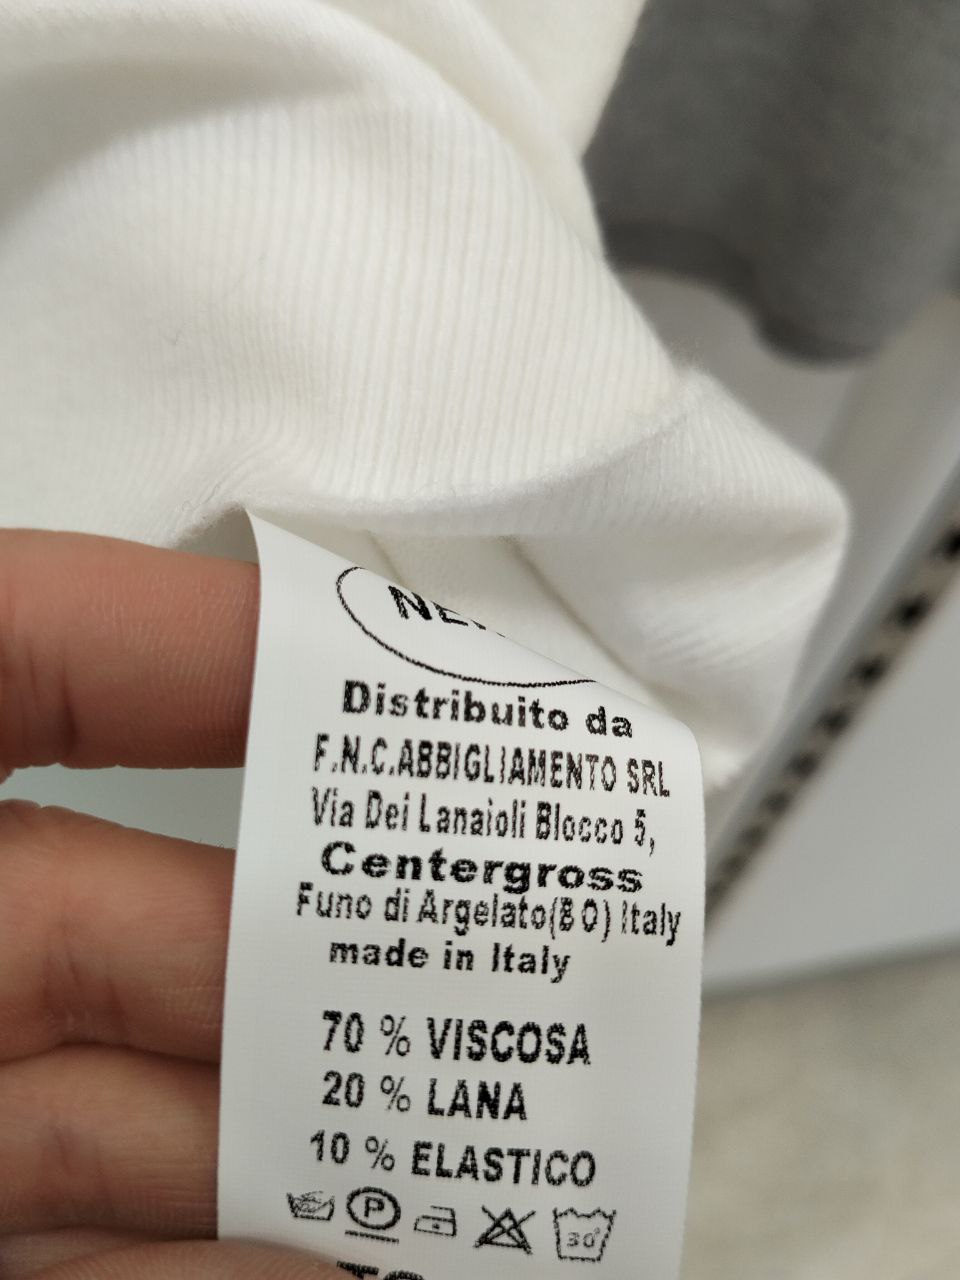 Distribuito da
F.N.C.ABBIGLIAMENTO SRL
Via Dei Lanaioli Blocco 5,
Centergross
Funo di Argelato(BO) Italy
made in Italy
70 % VISCOSA
20 % LANA
10 % ELASTICO
P
30°